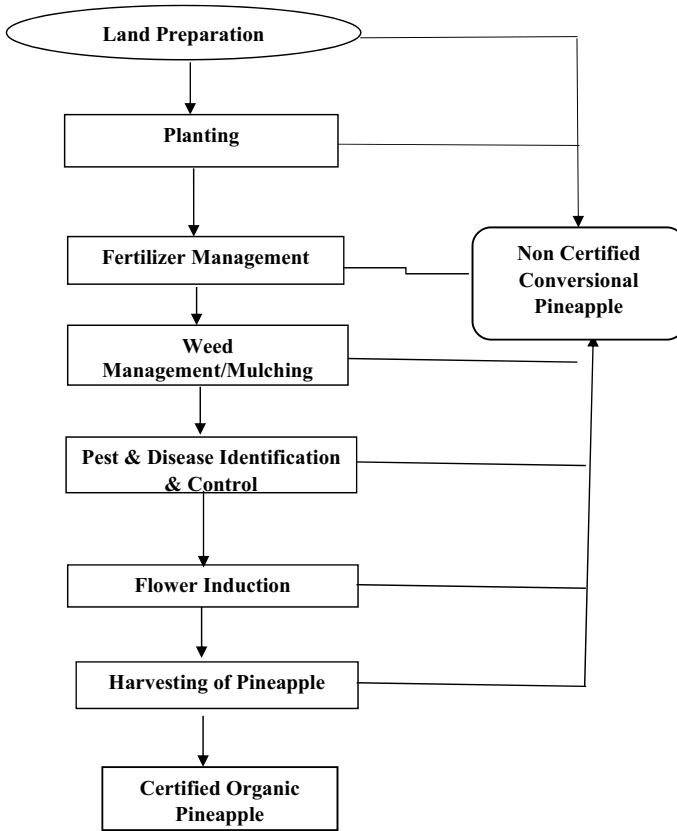 Land Preparation
Planting
Fertilizer Management
Non Certified
Conversional
Pineapple
Weed
Management/Mulching
Pest & Disease Identification
& Control
Flower Induction
Harvesting of Pineapple
Certified Organic
Pineapple